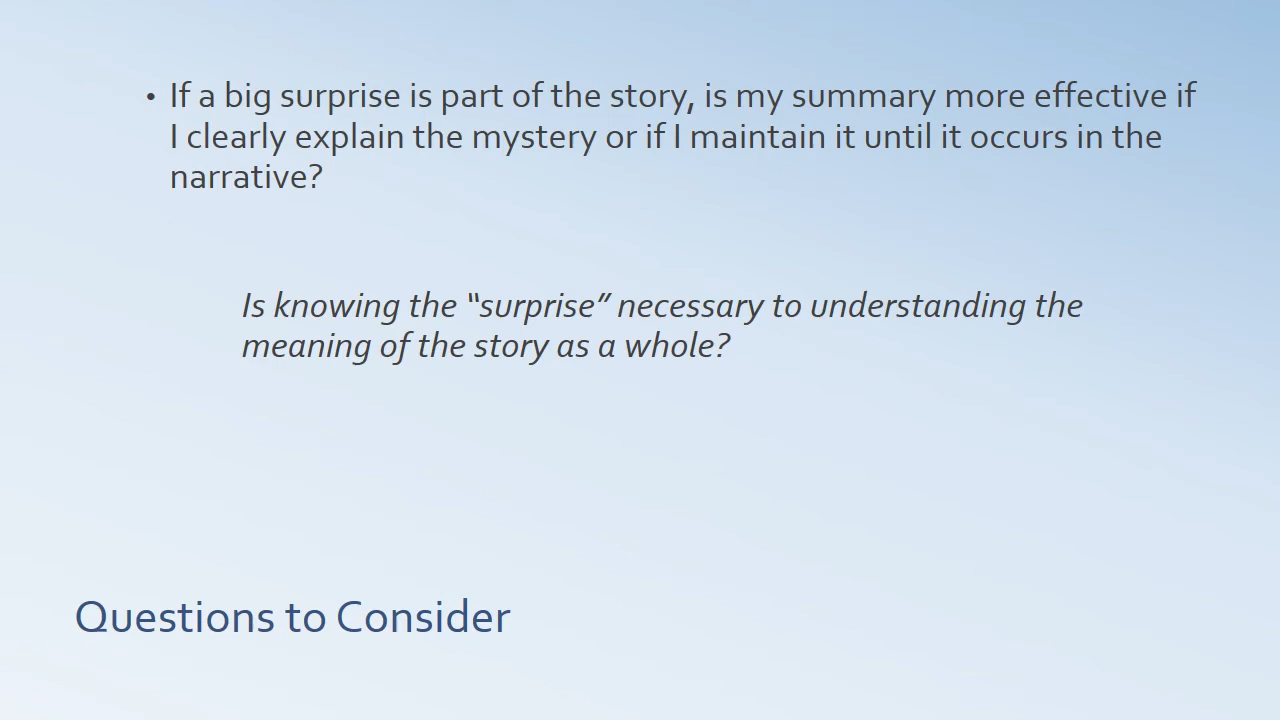 • If a big surprise is part of the story, is my summary more effective if
I clearly explain the mystery or if I maintain it until it occurs in the
narrative?
Is knowing the “surprise” necessary to understanding the
meaning of the story as a whole?
Questions to Consider